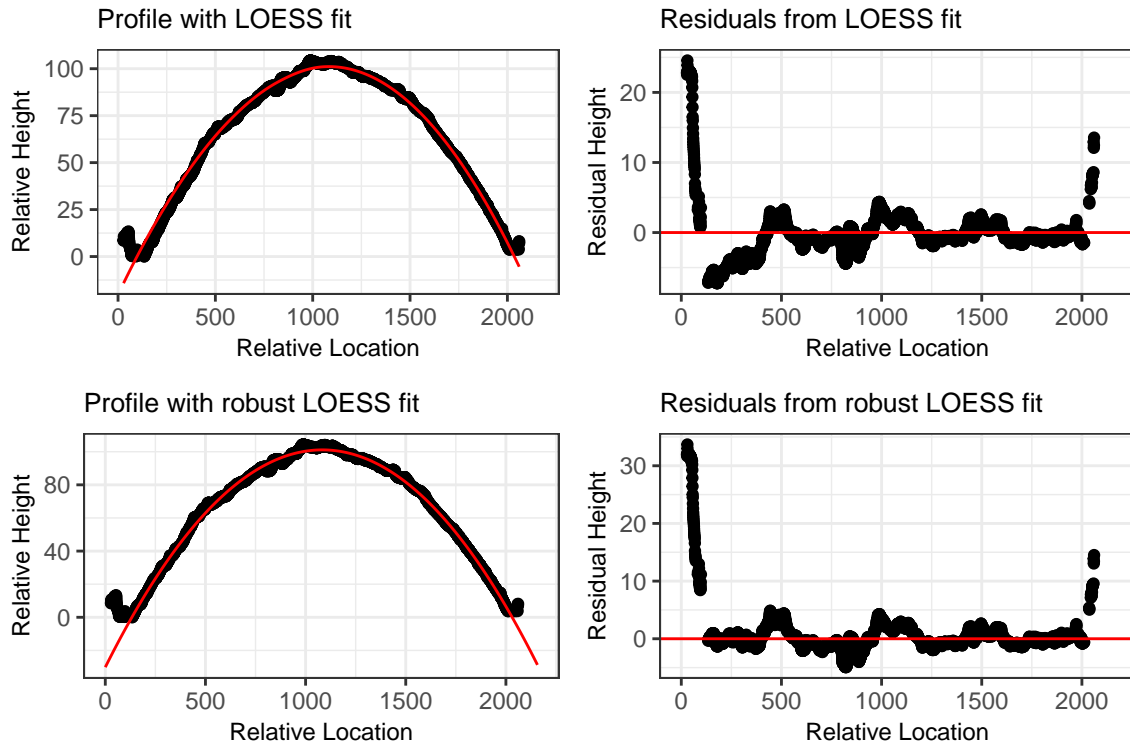 Profile with LOESS fit
Relative Height
100
75
50
25
0
0 500 1000 1500 2000
Relative Location
Residuals from LOESS fit
Residual Height
20
10
0
0 500 1000 1500 2000
Relative Location
Profile with robust LOESS fit
Relative Height
80
40
0
0 500 1000 1500 2000
Relative Location
Residuals from robust LOESS fit
Residual Height
30
20
10
0
0 500 1000 1500 2000
Relative Location